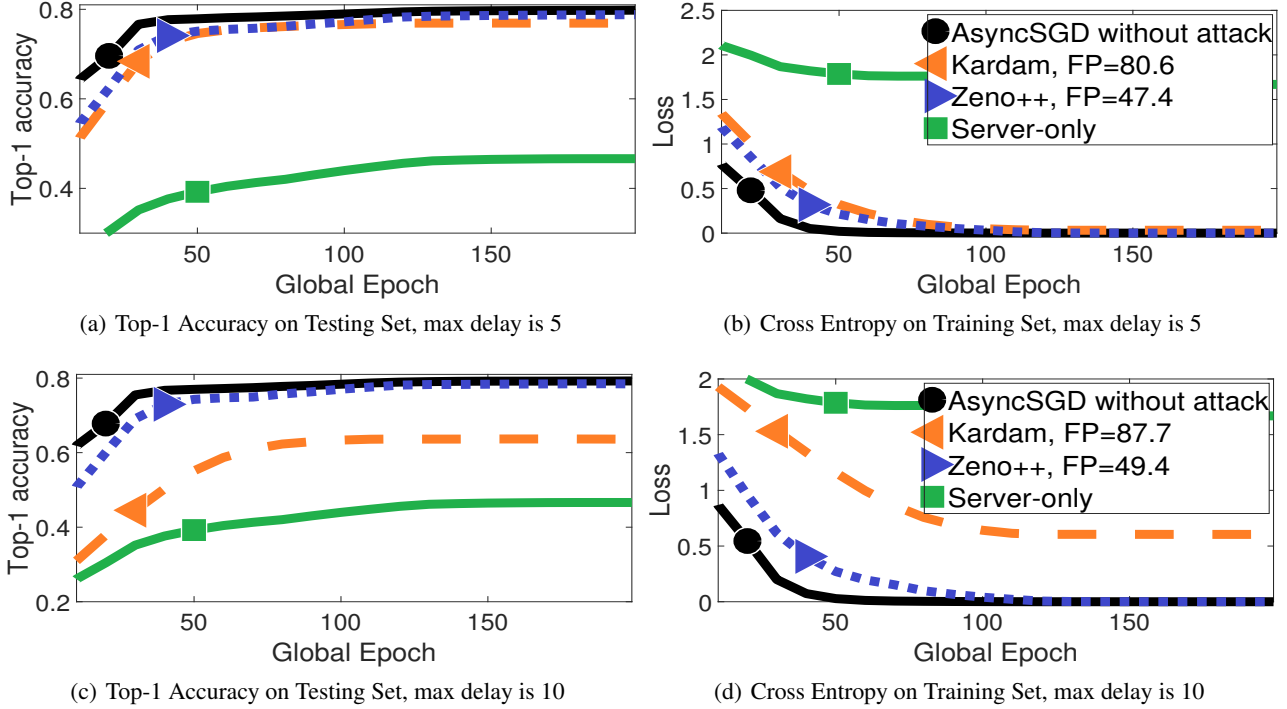 0.8
0.6
0.4
Top-1 accuracy
50
100
150
Global Epoch
(a) Top-1 Accuracy on Testing Set, max delay is 5
2.5
2
1.5
1
0.5
0
Loss
AsyncSGD without attack
Kardam, FP=80.6
Zeno++, FP=47.4
Server-only
50
100
150
Global Epoch
(b) Cross Entropy on Training Set, max delay is 5
0.8
0.6
0.4
0.2
Top-1 accuracy
50
100
150
Global Epoch
(c) Top-1 Accuracy on Testing Set, max delay is 10
2
1.5
1
0.5
0
Loss
AsyncSGD without attack
Kardam, FP=87.7
Zeno++, FP=49.4
Server-only
50
100
150
Global Epoch
(d) Cross Entropy on Training Set, max delay is 10